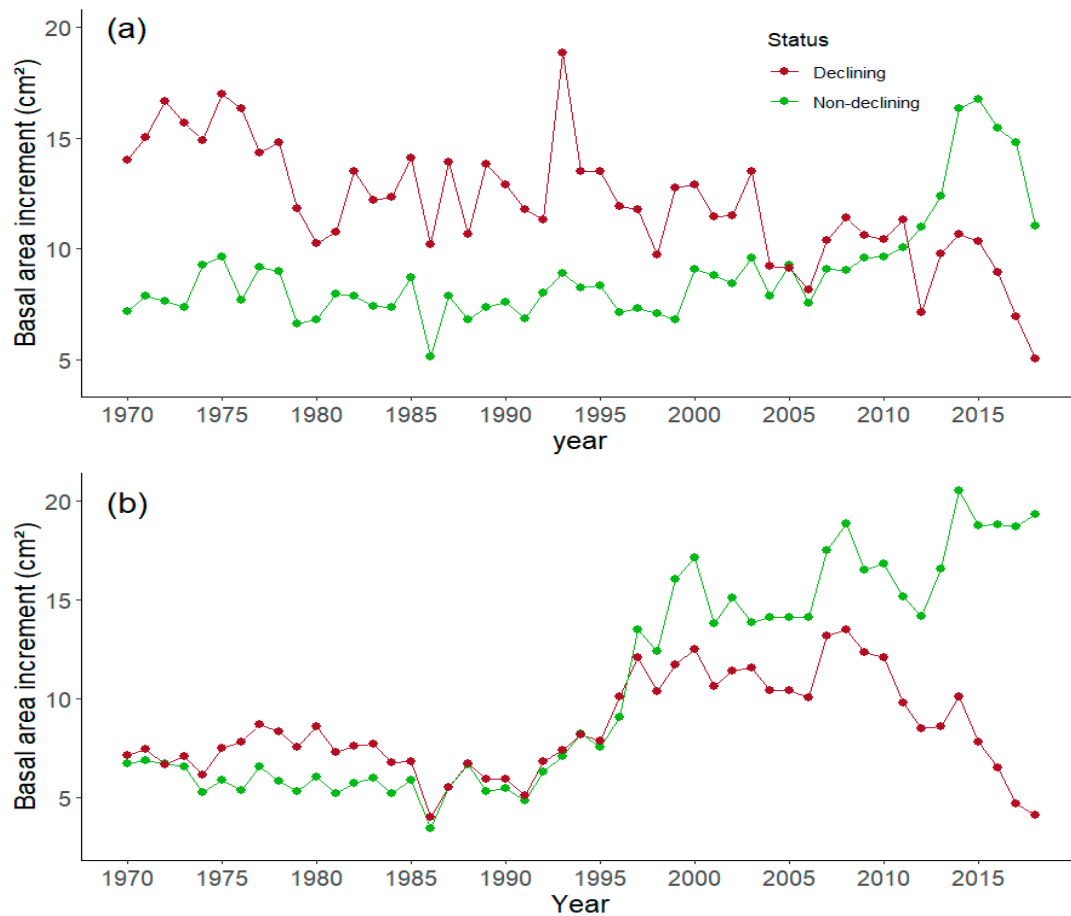 (a)
Status
Declining
Non-declining
Basal area increment (cm²)
20
15
10
5
1970 1975 1980 1985 1990 1995 2000 2005 2010 2015
year
(b)
Basal area increment (cm²)
20
15
10
5
1970 1975 1980 1985 1990 1995 2000 2005 2010 2015
Year